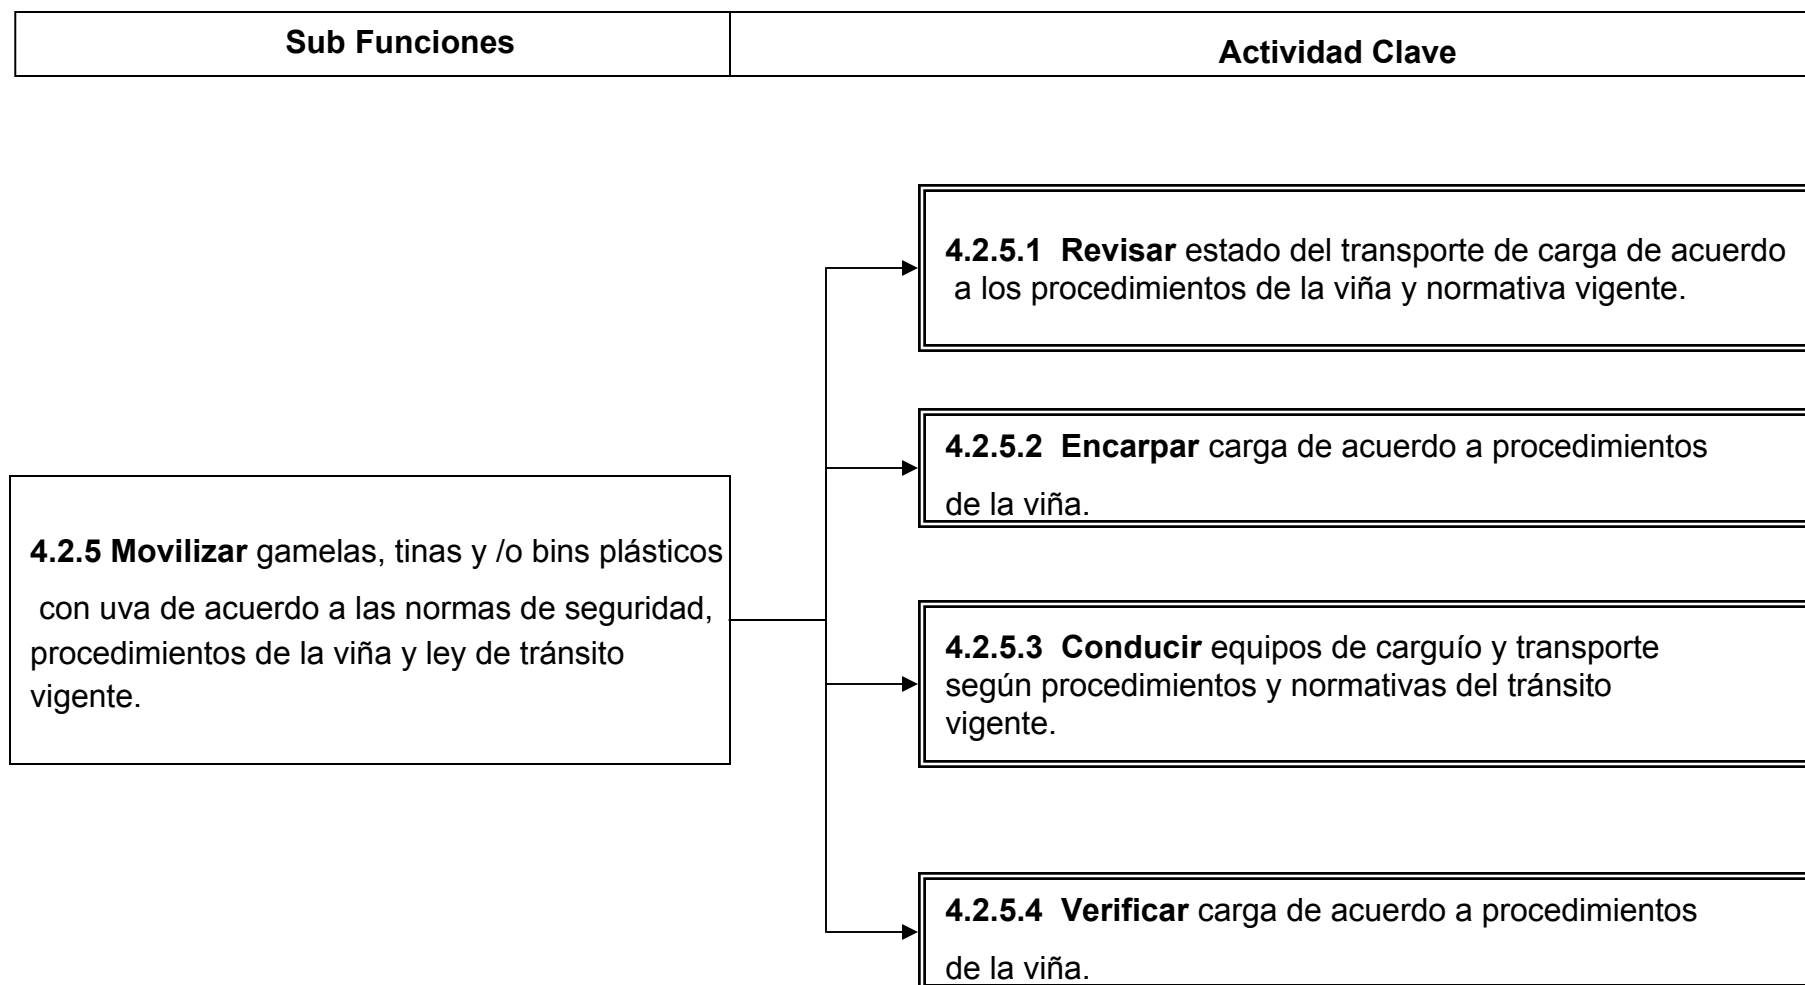 Sub Funciones
Actividad Clave
4.2.5.1 Revisar estado del transporte de carga de acuerdo
a los procedimientos de la viña y normativa vigente.
4.2.5.2 Encarpar carga de acuerdo a procedimientos
de la viña.
4.2.5 Movilizar gamelas, tinas y /o bins plásticos
con uva de acuerdo a las normas de seguridad,
procedimientos de la viña y ley de tránsito
vigente.
4.2.5.3 Conducir equipos de carguío y transporte
según procedimientos y normativas del tránsito
vigente.
4.2.5.4 Verificar carga de acuerdo a procedimientos
de la viña.